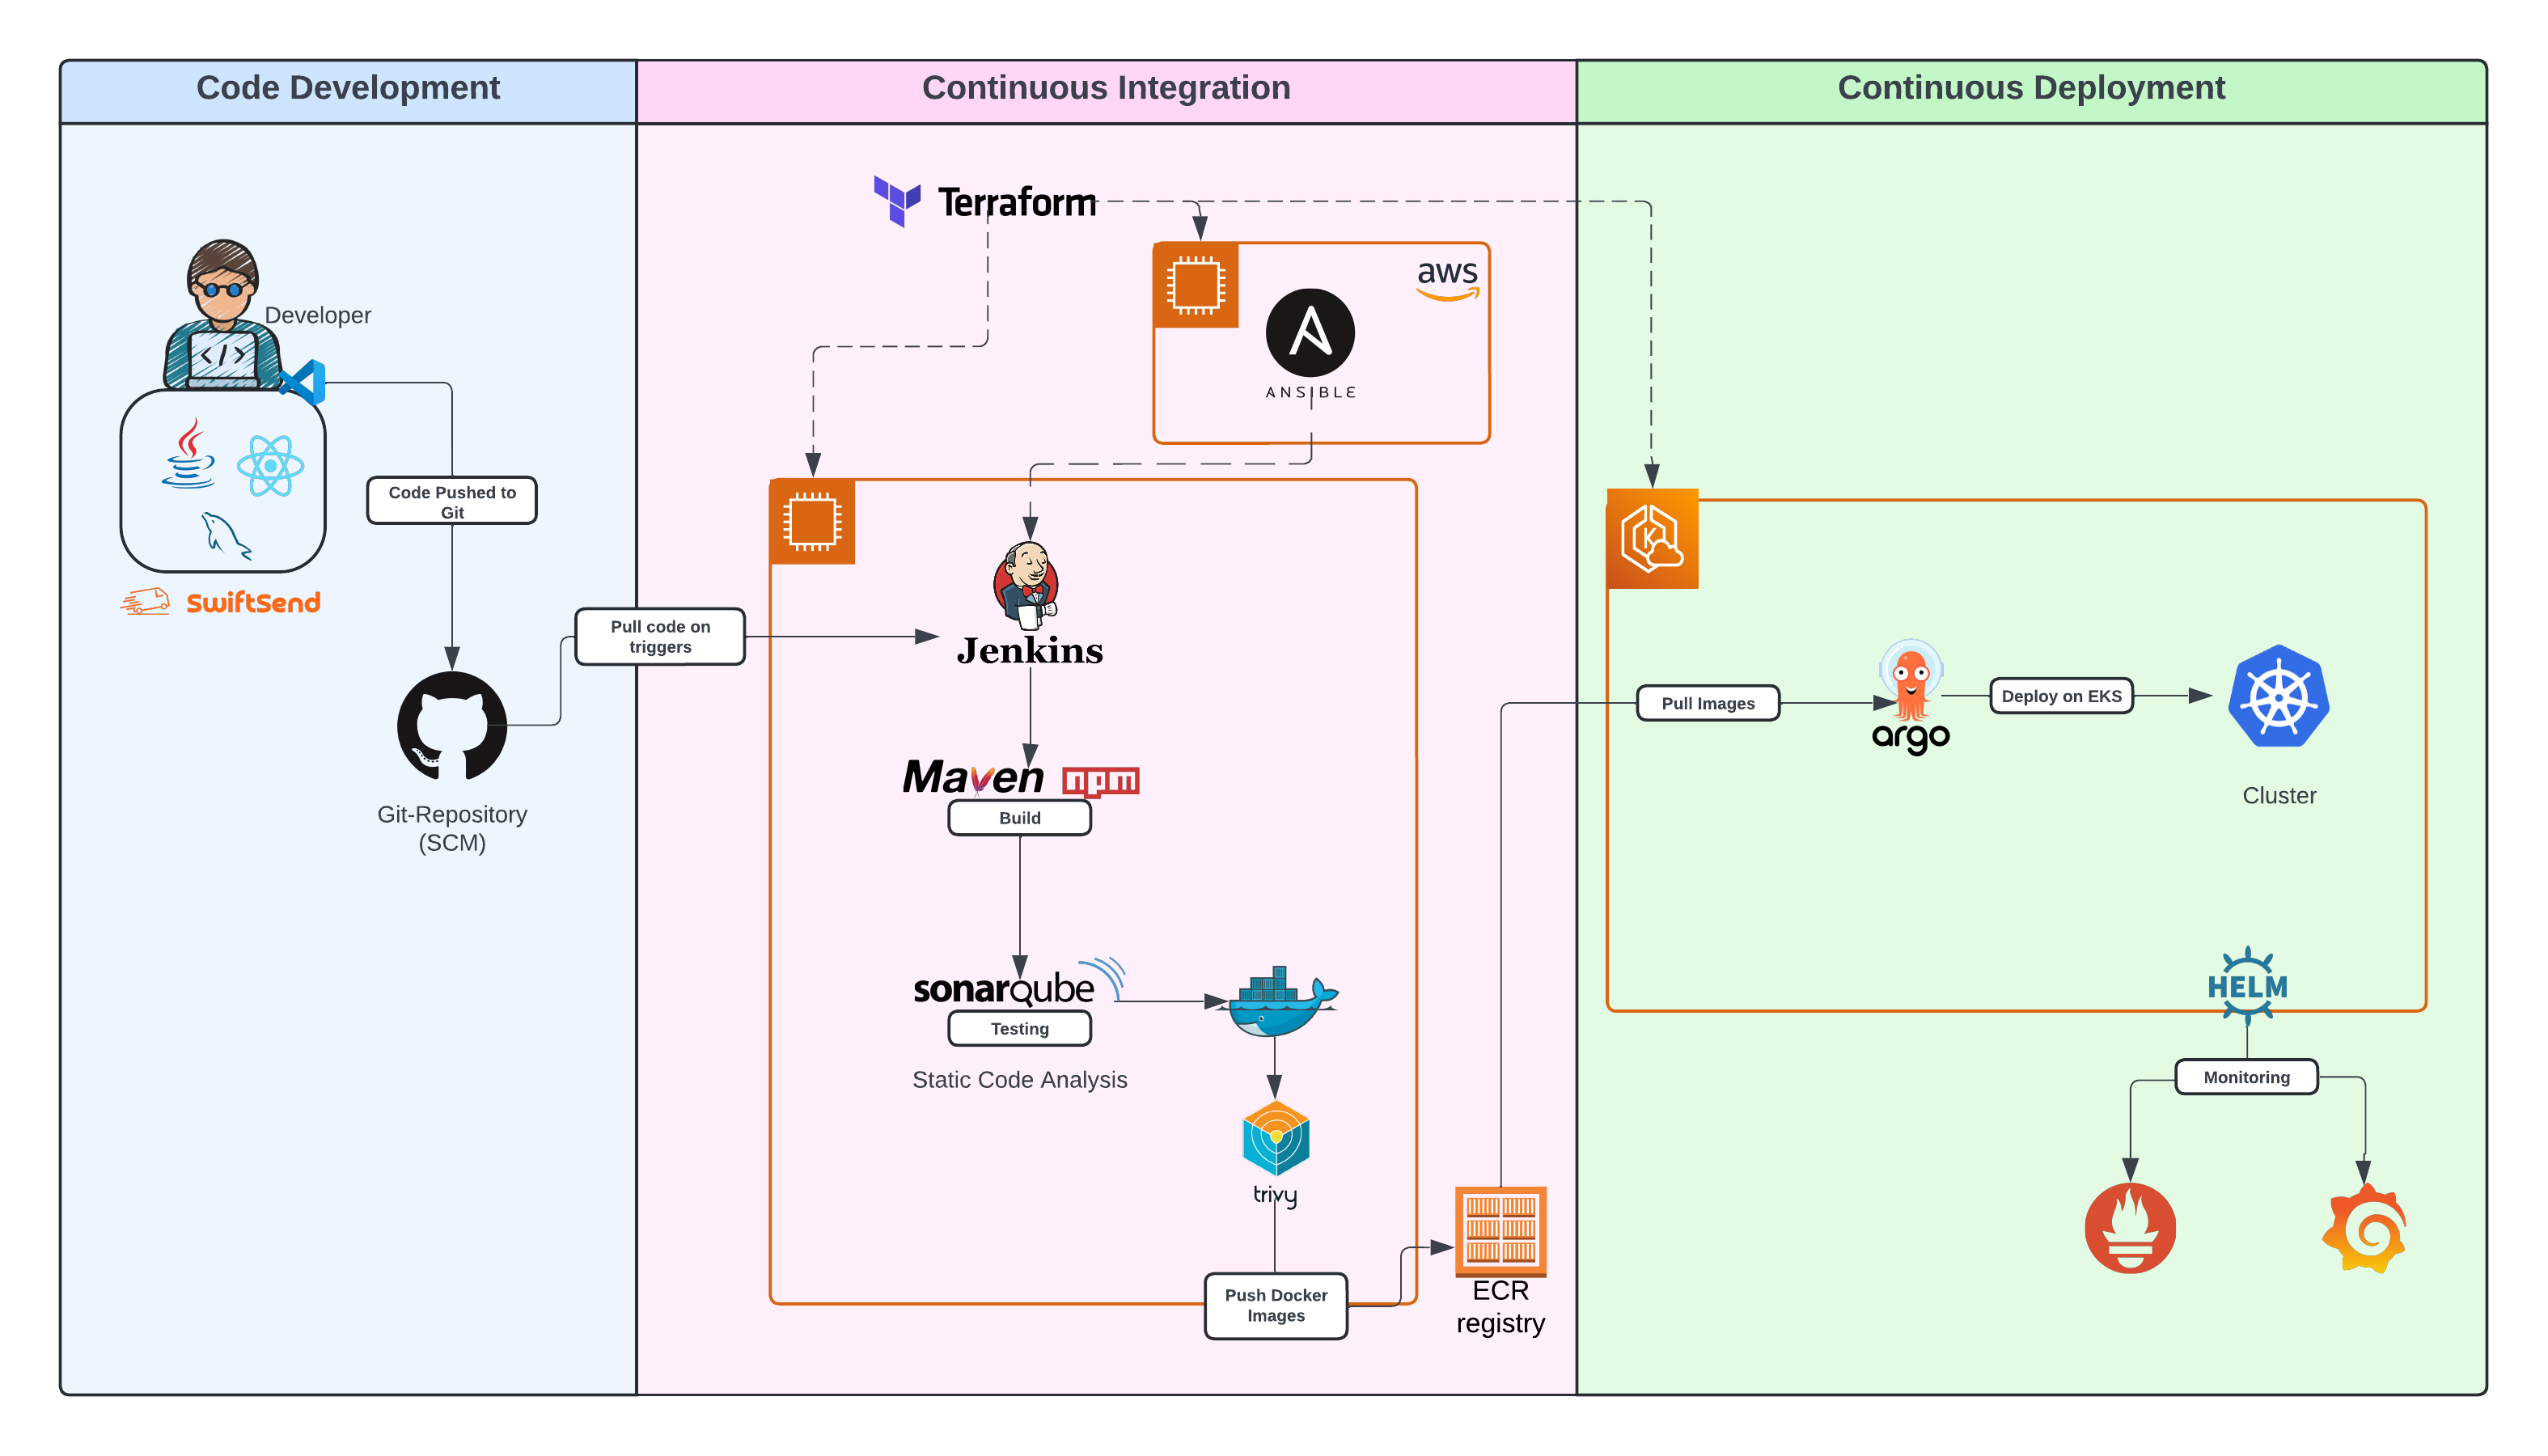 Code Development
Continuous Integration
Continuous Deployment
Terraform
aws
ANSIBLE
Developer
</>
Code Pushed to
Git
SwiftSend
Pull code on
triggers
Jenkins
Git-Repository
(SCM)
Maven npm
Build
sonarqube
Testing
Static Code Analysis
trivy
Push Docker
Images
ECR
registry
K
Pull Images
argo
Deploy on EKS
Cluster
HELM
Monitoring